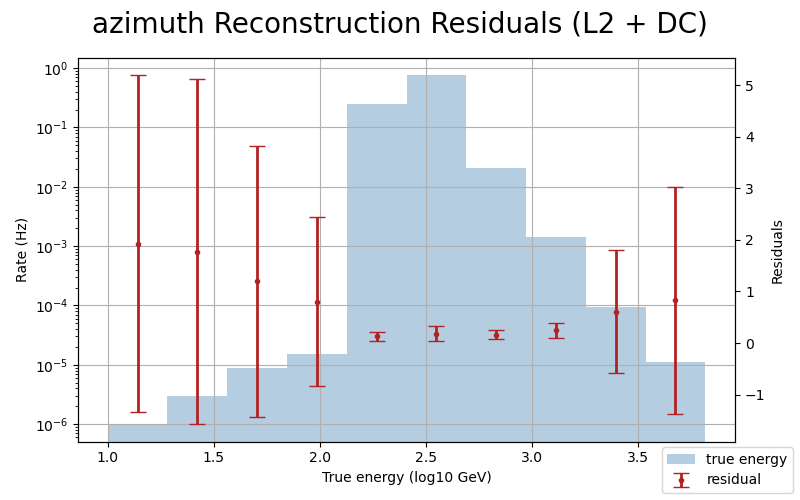 azimuth Reconstruction Residuals (L2 + DC)
Rate (Hz)
10⁰
10⁻¹
10⁻²
10⁻³
10⁻⁴
10⁻⁵
10⁻⁶
1.0 1.5 2.0 2.5 3.0 3.5
True energy (log10 GeV)
5
4
3
2
1
0
−1
Residuals
true energy
residual